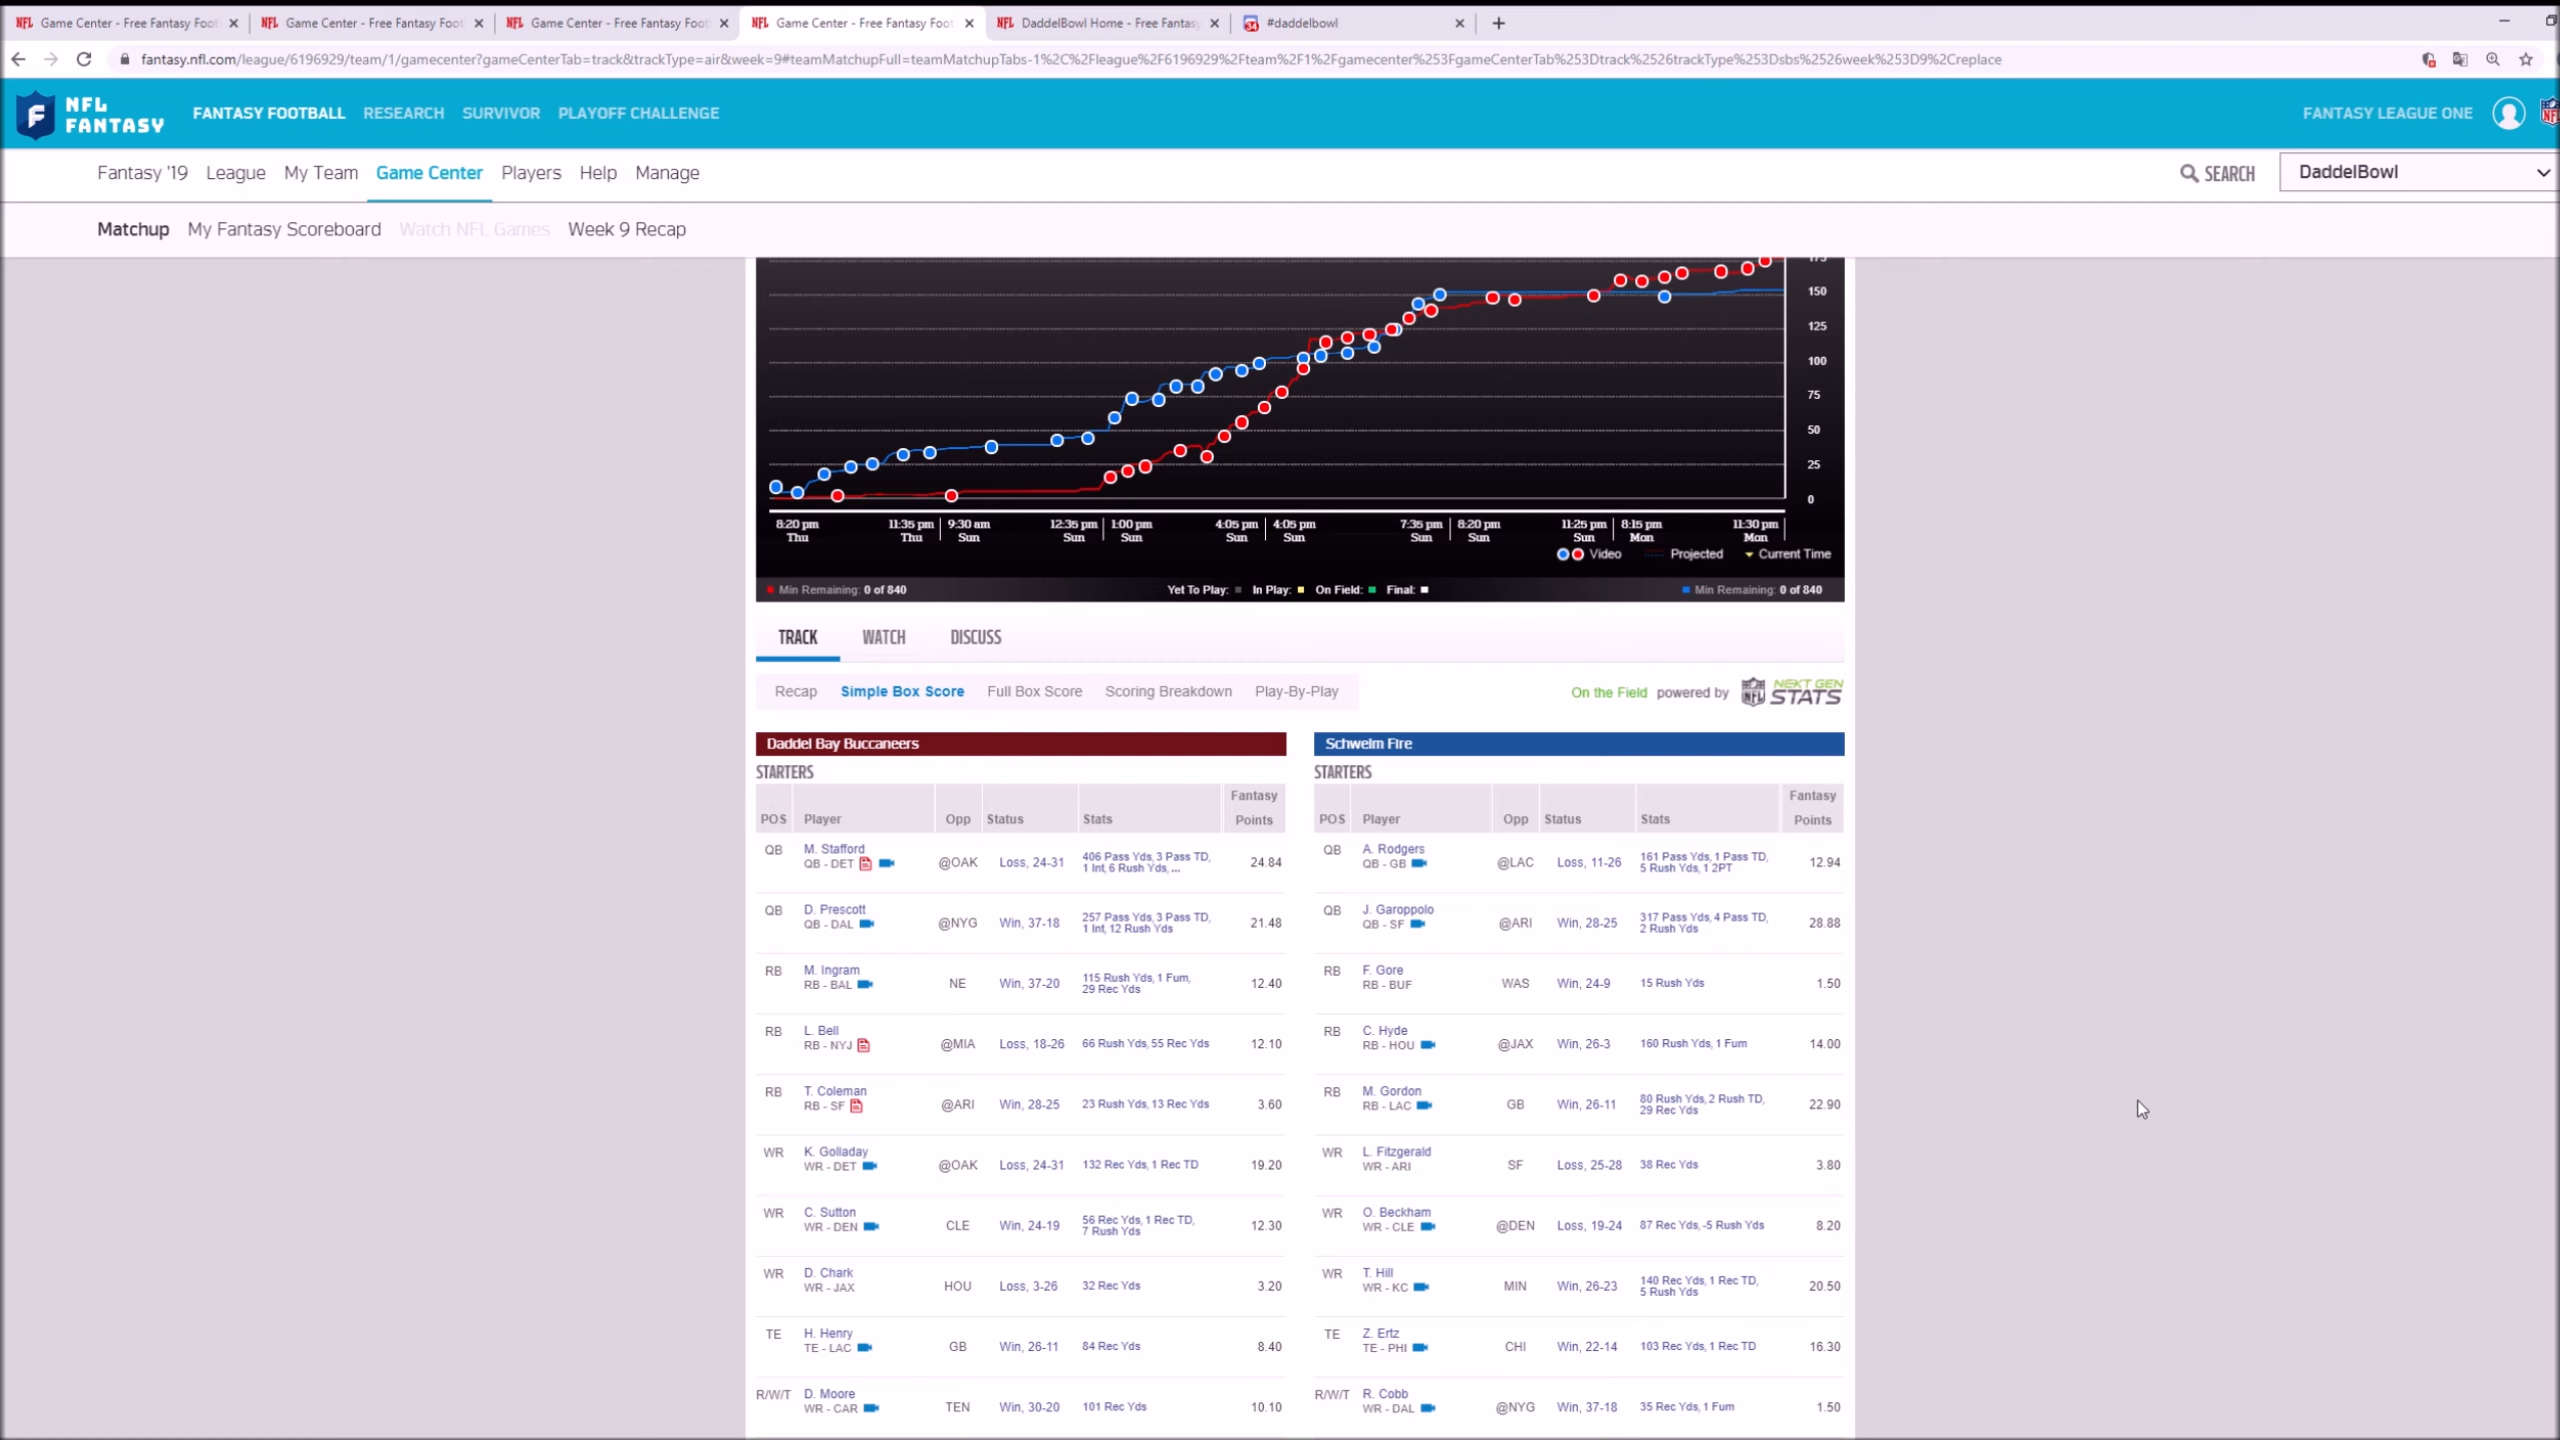 Game Center - Free Fantasy Foot
Game Center - Free Fantasy Foot
Game Center - Free Fantasy Foot
Game Center - Free Fantasy Foot
DaddelBowl Home - Free Fantasy
#daddelbowl
fantasy.nfl.com/league/6196929/team/1/gamecenter?gameCenterTab=track&trackType=air&week=9#teamMatchupFull=teamMatchupTabs-1%2C%2Fleague%2F6196929%2Fteam%2F1%2Fgamecenter%253FgameCenterTab%253Dtrack%2526trackType%253Dsbs%2526week%253D9%2Creplace
NFL FANTASY
FANTASY FOOTBALL RESEARCH SURVIVOR PLAYOFF CHALLENGE
FANTASY LEAGUE ONE
Fantasy '19 League My Team Game Center Players Help Manage
SEARCH
DaddelBowl
Matchup My Fantasy Scoreboard Watch NFL Games Week 9 Recap
175
150
125
100
75
50
25
0
8:20 pm 11:35 pm 9:30 am 12:35 pm 1:00 pm 4:05 pm 4:05 pm 7:35 pm 8:20 pm 11:25 pm 8:15 pm 11:30 pm
Thu Thu Sun Sun Sun Sun Sun Sun Sun Sun Mon Mon
Video Projected Current Time
Min Remaining: 0 of 840 Yet To Play: In Play: On Field: Final: Min Remaining: 0 of 840
TRACK WATCH DISCUSS
Recap Simple Box Score Full Box Score Scoring Breakdown Play-By-Play
On the Field powered by NFL NEXT GEN STATS
Daddel Bay Buccaneers
STARTERS
POS Player Opp Status Stats Fantasy Points
QB M. Stafford QB - DET @OAK Loss, 24-31 406 Pass Yds, 3 Pass TD, 1 Int, 6 Rush Yds, ... 24.84
QB D. Prescott QB - DAL @NYG Win, 37-18 257 Pass Yds, 3 Pass TD, 1 Int, 12 Rush Yds 21.48
RB M. Ingram RB - BAL NE Win, 37-20 115 Rush Yds, 1 Fum, 29 Rec Yds 12.40
RB L. Bell RB - NYJ @MIA Loss, 18-26 66 Rush Yds, 55 Rec Yds 12.10
RB T. Coleman RB - SF @ARI Win, 28-25 23 Rush Yds, 13 Rec Yds 3.60
WR K. Golladay WR - DET @OAK Loss, 24-31 132 Rec Yds, 1 Rec TD 19.20
WR C. Sutton WR - DEN CLE Win, 24-19 56 Rec Yds, 1 Rec TD, 7 Rush Yds 12.30
WR D. Chark WR - JAX HOU Loss, 3-26 32 Rec Yds 3.20
TE H. Henry TE - LAC GB Win, 26-11 84 Rec Yds 8.40
R/W/T D. Moore WR - CAR TEN Win, 30-20 101 Rec Yds 10.10
Schwelm Fire
STARTERS
POS Player Opp Status Stats Fantasy Points
QB A. Rodgers QB - GB @LAC Loss, 11-26 161 Pass Yds, 1 Pass TD, 5 Rush Yds, 1 2PT 12.94
QB J. Garoppolo QB - SF @ARI Win, 28-25 317 Pass Yds, 4 Pass TD, 2 Rush Yds 28.88
RB F. Gore RB - BUF WAS Win, 24-9 15 Rush Yds 1.50
RB C. Hyde RB - HOU @JAX Win, 26-3 160 Rush Yds, 1 Fum 14.00
RB M. Gordon RB - LAC GB Win, 26-11 80 Rush Yds, 2 Rush TD, 29 Rec Yds 22.90
WR L. Fitzgerald WR - ARI SF Loss, 25-28 38 Rec Yds 3.80
WR O. Beckham WR - CLE @DEN Loss, 19-24 87 Rec Yds, -5 Rush Yds 8.20
WR T. Hill WR - KC MIN Win, 26-23 140 Rec Yds, 1 Rec TD, 5 Rush Yds 20.50
TE Z. Ertz TE - PHI CHI Win, 22-14 103 Rec Yds, 1 Rec TD 16.30
R/W/T R. Cobb WR - DAL @NYG Win, 37-18 35 Rec Yds, 1 Fum 1.50